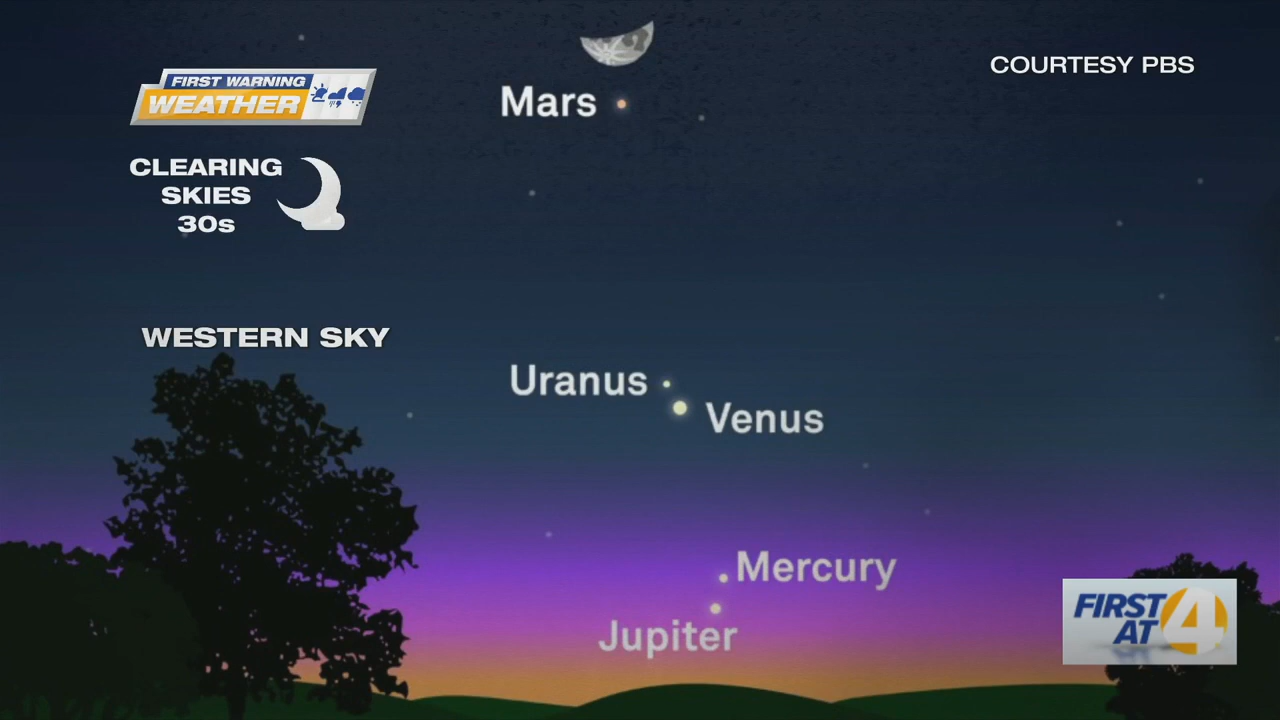 COURTESY PBS
FIRST WARNING
WEATHER
Mars
CLEARING
SKIES
30s
WESTERN SKY
Uranus
Venus
Mercury
Jupiter
FIRST
AT 4